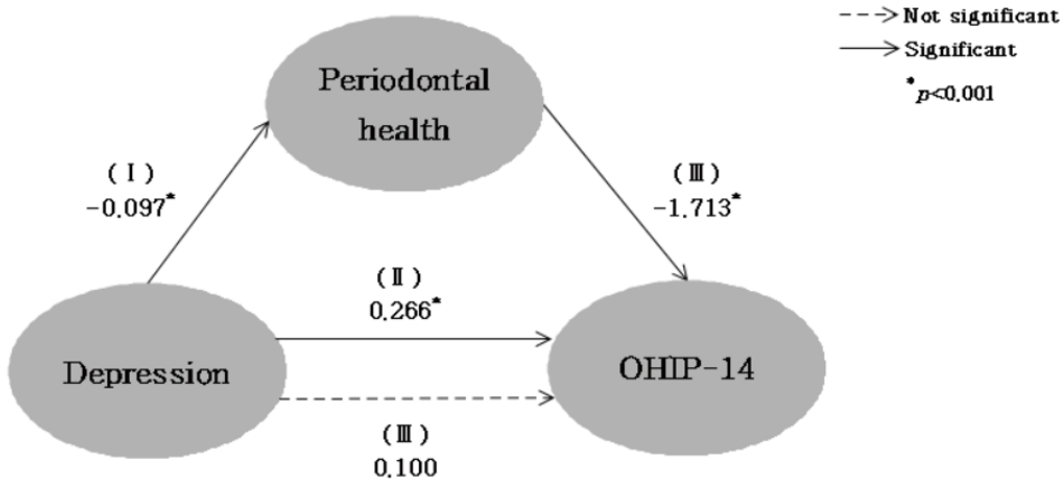 Not significant
Significant
*p<0.001
Periodontal
health
(Ⅰ)
-0.097*
(Ⅲ)
-1.713*
(Ⅱ)
0.266*
Depression
OHIP-14
(Ⅲ)
0.100